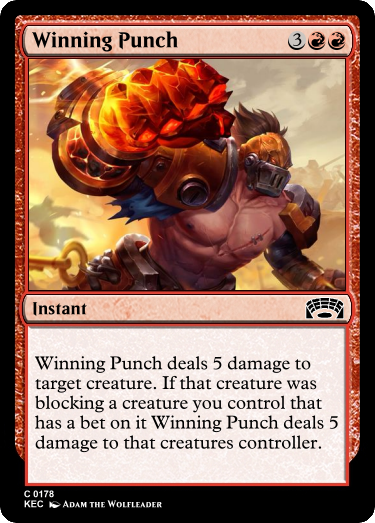 Winning Punch 3
Instant
Winning Punch deals 5 damage to
target creature. If that creature was
blocking a creature you control that
has a bet on it Winning Punch deals 5
damage to that creatures controller.
C 0178
KEC Adam the Wolfleader